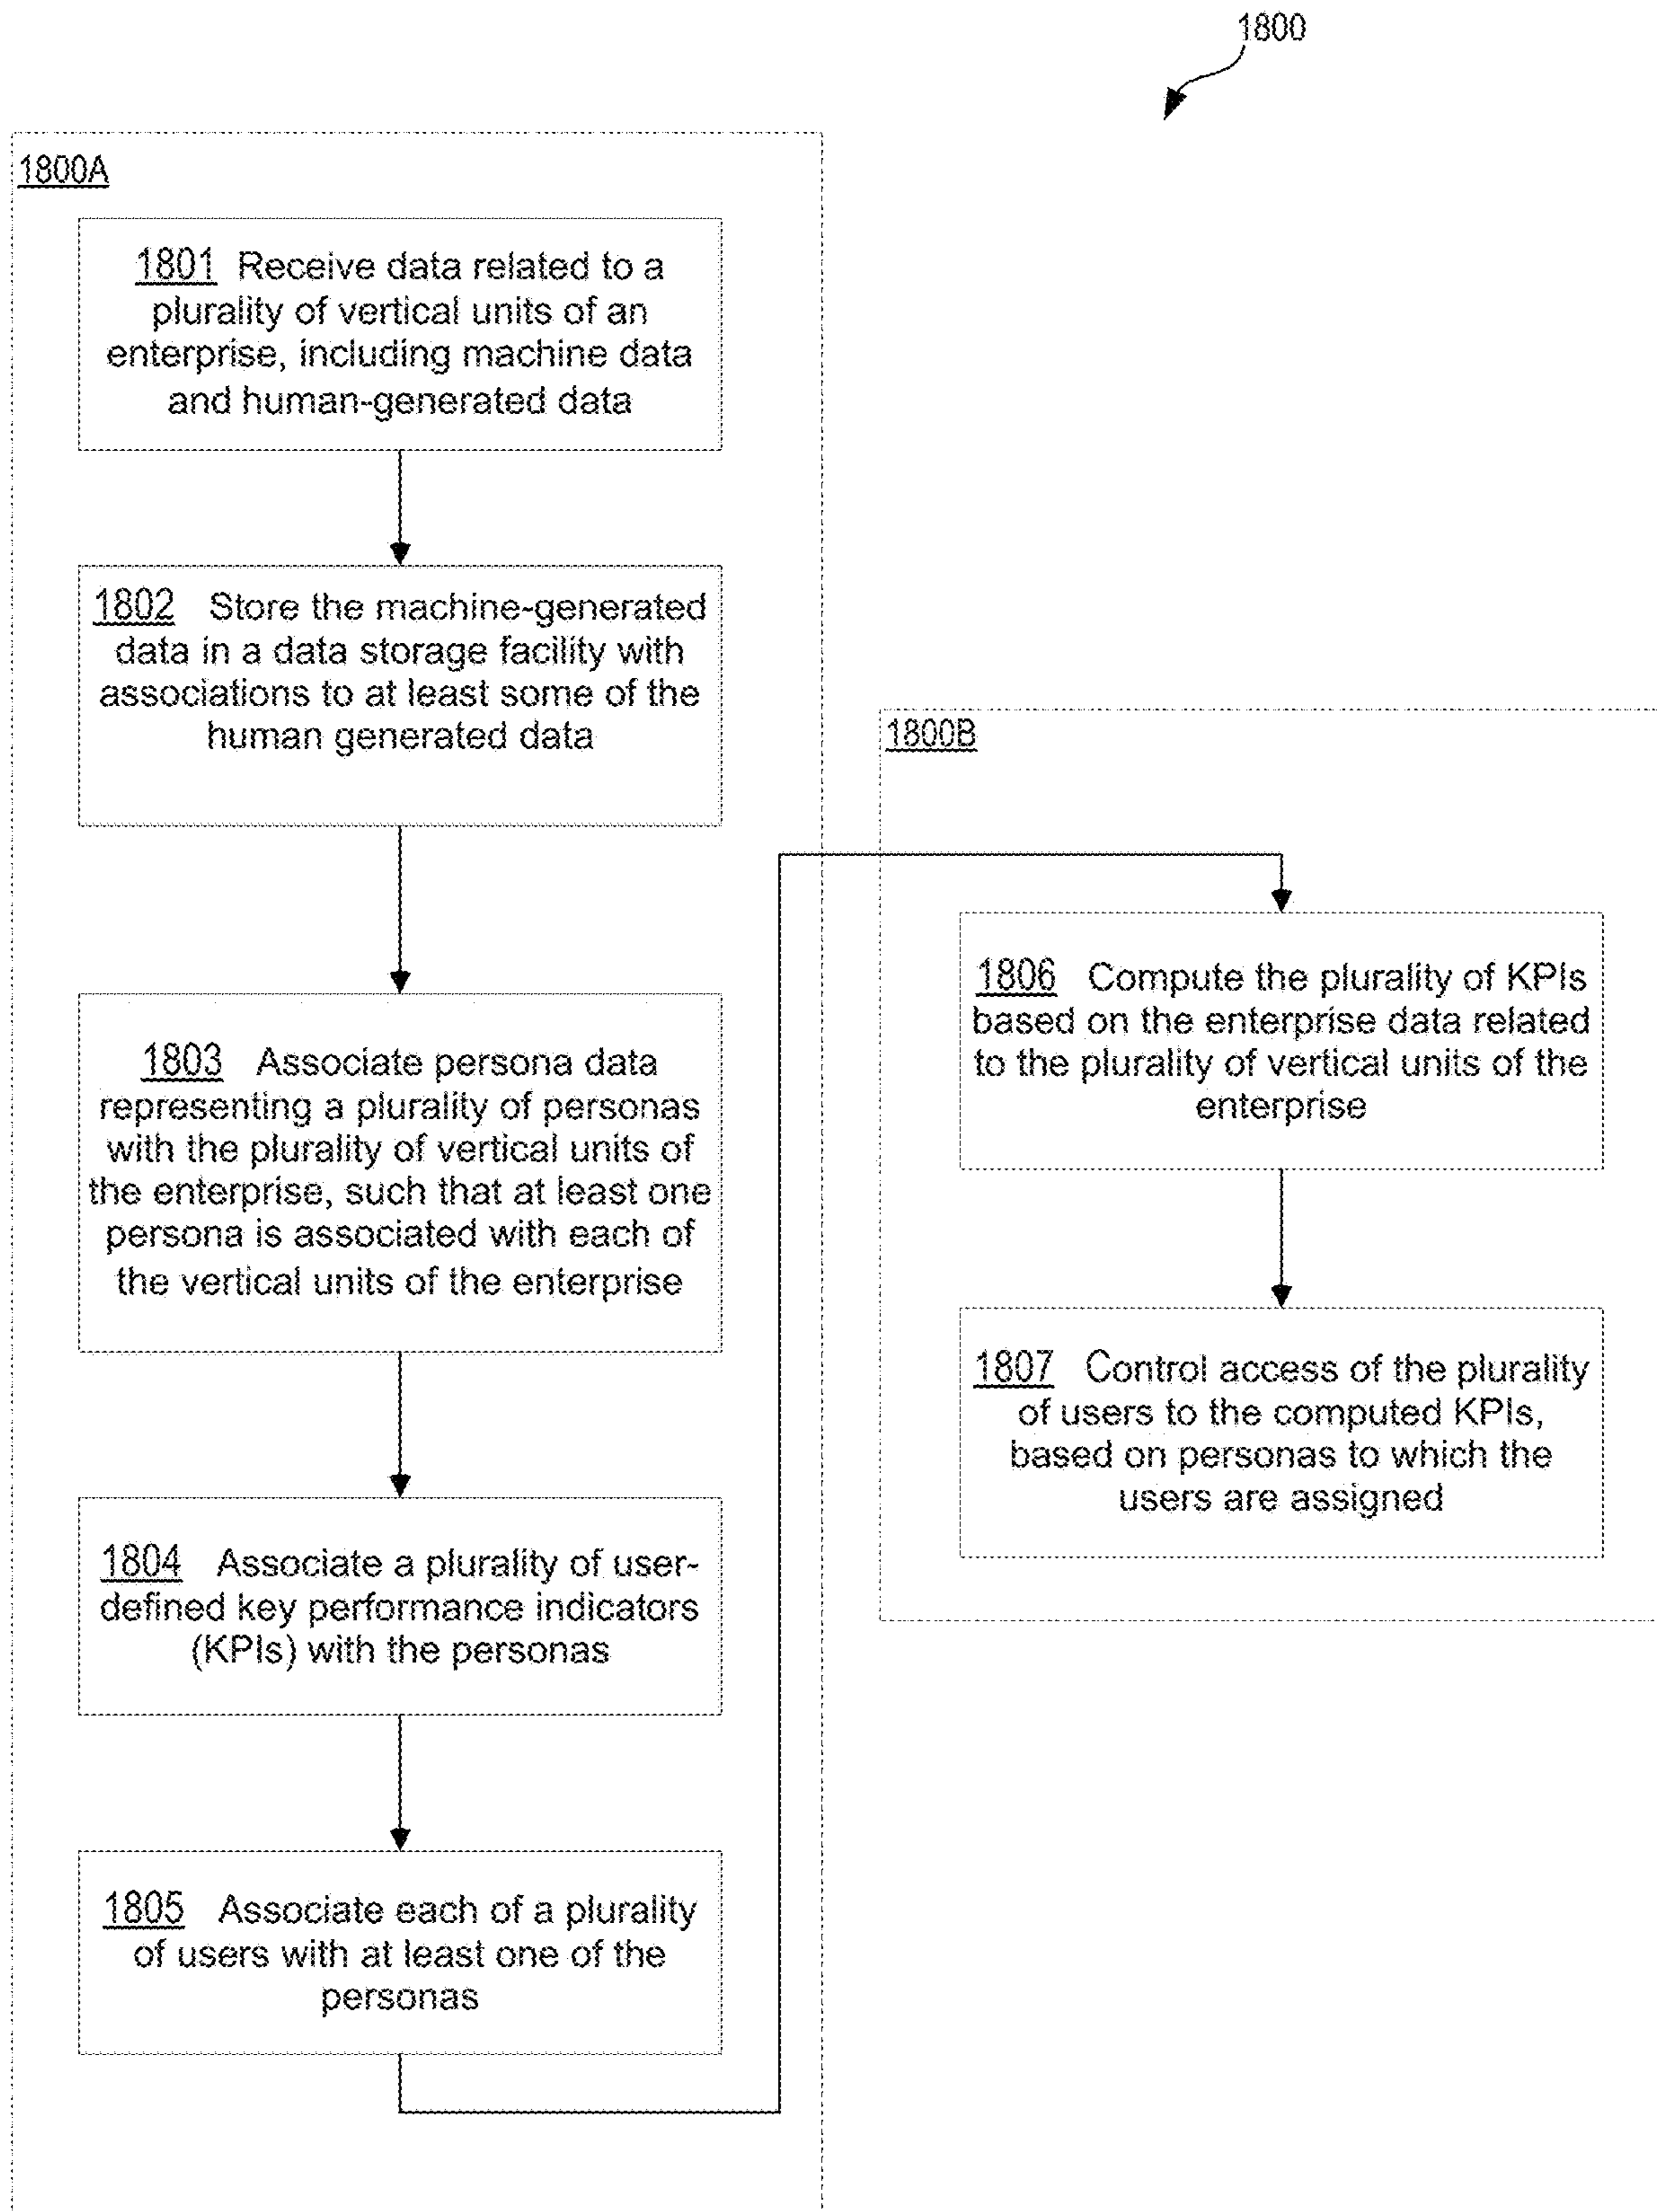 1800
1800A
1801 Receive data related to a
plurality of vertical units of an
enterprise, including machine data
and human-generated data
1802 Store the machine-generated
data in a data storage facility with
associations to at least some of the
human generated data
1803 Associate persona data
representing a plurality of personas
with the plurality of vertical units of
the enterprise, such that at least one
persona is associated with each of
the vertical units of the enterprise
1804 Associate a plurality of user-
defined key performance indicators
(KPIs) with the personas
1805 Associate each of a plurality
of users with at least one of the
personas
1800B
1806 Compute the plurality of KPIs
based on the enterprise data related
to the plurality of vertical units of the
enterprise
1807 Control access of the plurality
of users to the computed KPIs,
based on personas to which the
users are assigned